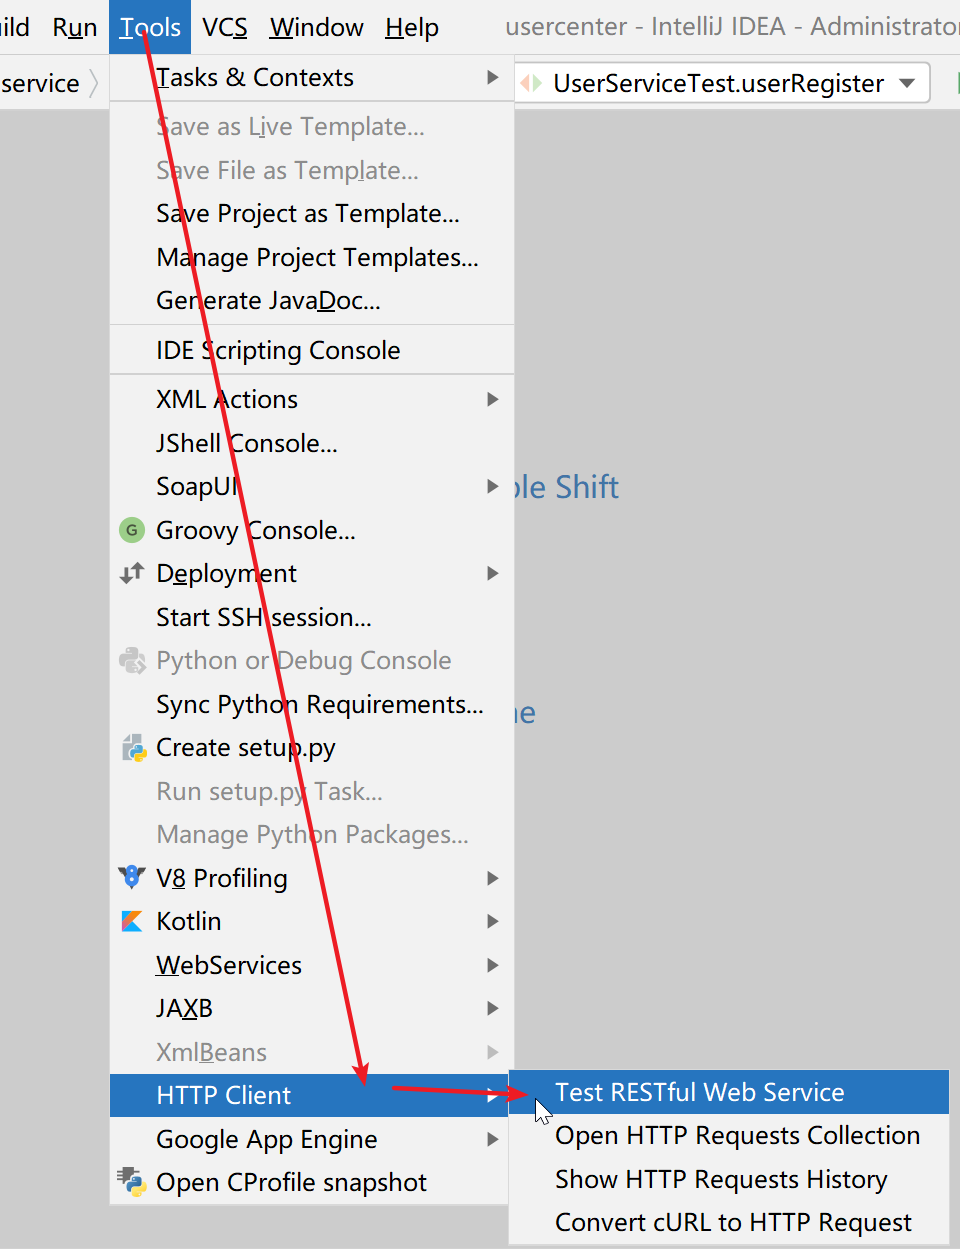 ild Run Tools VCS Window Help usercenter - IntelliJ IDEA - Administrator
service UserServiceTest.userRegister
Tasks & Contexts
Save as Live Template...
Save File as Template...
Save Project as Template...
Manage Project Templates...
Generate JavaDoc...
IDE Scripting Console
XML Actions
JShell Console...
SoapUI
ole Shift
G Groovy Console...
Deployment
Start SSH session...
Python or Debug Console
Sync Python Requirements...
ne
Create setup.py
Run setup.py Task...
Manage Python Packages...
V8 Profiling
Kotlin
WebServices
JAXB
XmlBeans
HTTP Client
Test RESTful Web Service
Open HTTP Requests Collection
Show HTTP Requests History
Convert cURL to HTTP Request
Google App Engine
Open CProfile snapshot